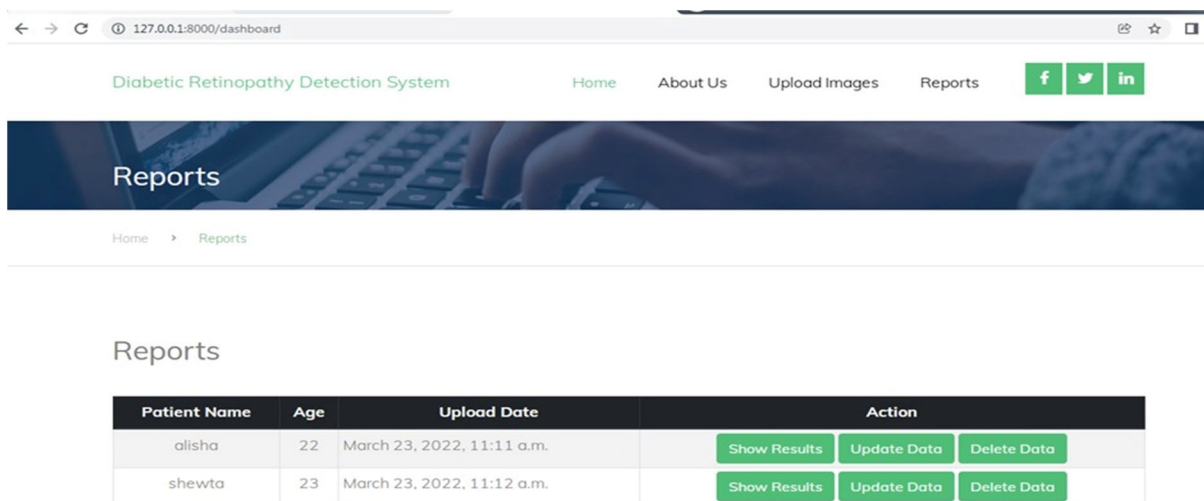 127.0.0.1:8000/dashboard
Diabetic Retinopathy Detection System Home About Us Upload Images Reports f in
Reports
Home > Reports
Reports
Patient Name Age Upload Date Action
alisha 22 March 23, 2022, 11:11 a.m. Show Results Update Data Delete Data
shewta 23 March 23, 2022, 11:12 a.m. Show Results Update Data Delete Data